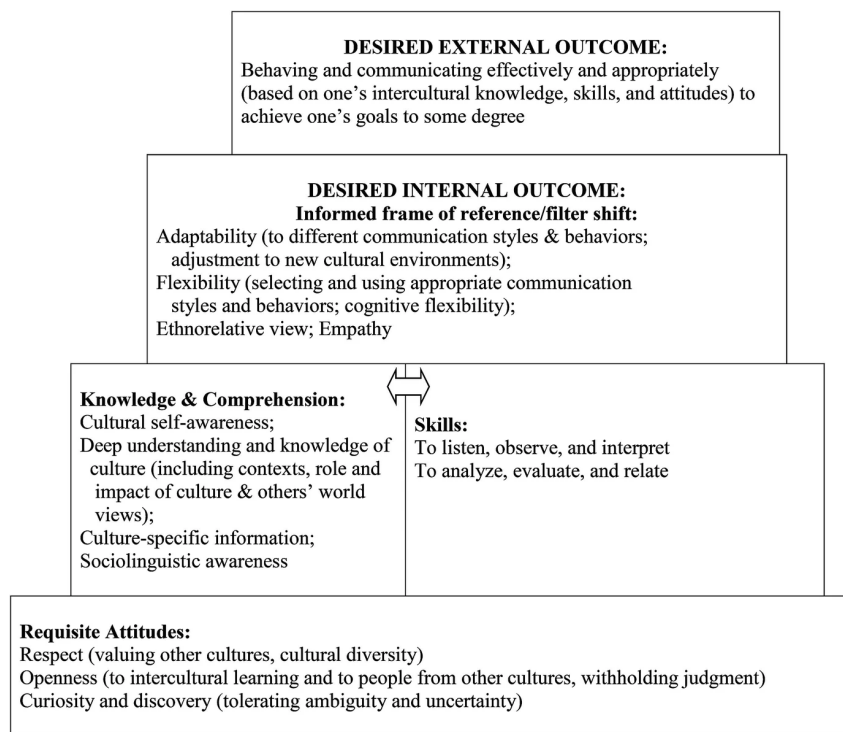 DESIRED EXTERNAL OUTCOME:
Behaving and communicating effectively and appropriately
(based on one’s intercultural knowledge, skills, and attitudes) to
achieve one’s goals to some degree
DESIRED INTERNAL OUTCOME:
Informed frame of reference/filter shift:
Adaptability (to different communication styles & behaviors;
adjustment to new cultural environments);
Flexibility (selecting and using appropriate communication
styles and behaviors; cognitive flexibility);
Ethnorelative view; Empathy
Knowledge & Comprehension:
Cultural self-awareness;
Deep understanding and knowledge of
culture (including contexts, role and
impact of culture & others’ world
views);
Culture-specific information;
Sociolinguistic awareness
Skills:
To listen, observe, and interpret
To analyze, evaluate, and relate
Requisite Attitudes:
Respect (valuing other cultures, cultural diversity)
Openness (to intercultural learning and to people from other cultures, withholding judgment)
Curiosity and discovery (tolerating ambiguity and uncertainty)